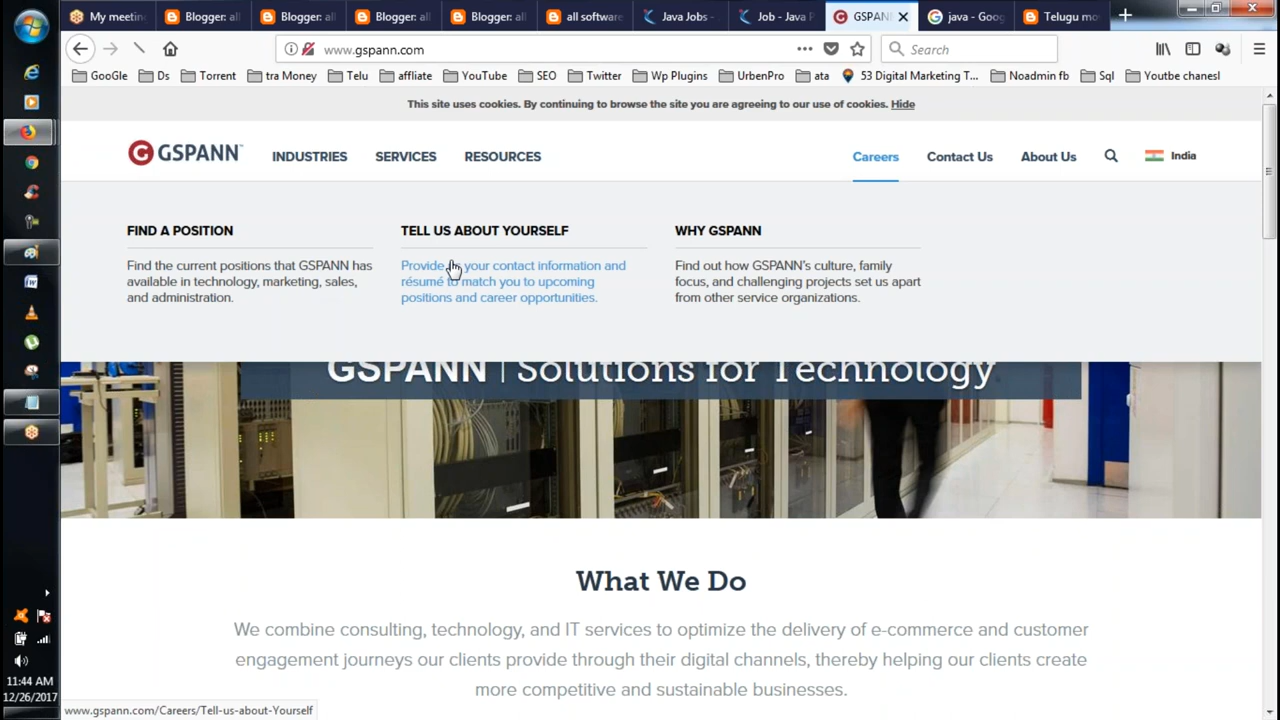 My meetin
Blogger: all
Blogger: all
Blogger: all
Blogger: all
all software
Java Jobs -
Job - Java P
GSPANN
java - Goog
Telugu mo
www.gspann.com
Search
GooGle
Ds
Torrent
tra Money
Telu
affliate
YouTube
SEO
Twitter
Wp Plugins
UrbenPro
ata
53 Digital Marketing T...
Noadmin fb
Sql
Youtbe chanesl
This site uses cookies. By continuing to browse the site you are agreeing to our use of cookies. Hide
GSPANN
INDUSTRIES
SERVICES
RESOURCES
Careers
Contact Us
About Us
India
FIND A POSITION
Find the current positions that GSPANN has
available in technology, marketing, sales,
and administration.
TELL US ABOUT YOURSELF
Provide your contact information and
résumé to match you to upcoming
positions and career opportunities.
WHY GSPANN
Find out how GSPANN's culture, family
focus, and challenging projects set us apart
from other service organizations.
GSPANN | Solutions for Technology
What We Do
We combine consulting, technology, and IT services to optimize the delivery of e-commerce and customer
engagement journeys our clients provide through their digital channels, thereby helping our clients create
more competitive and sustainable businesses.
11:44 AM
12/26/2017
www.gspann.com/Careers/Tell-us-about-Yourself